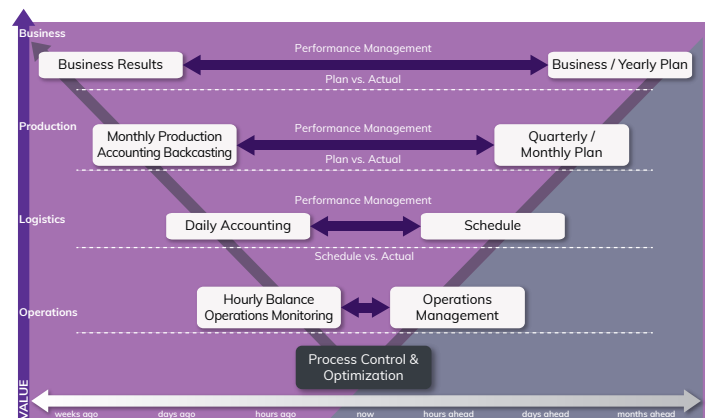 Business
Performance Management
Business Results
Business / Yearly Plan
Plan vs. Actual
Production
Performance Management
Monthly Production
Accounting Backcasting
Quarterly /
Monthly Plan
Plan vs. Actual
Performance Management
Logistics
Daily Accounting
Schedule
Schedule vs. Actual
Operations
Hourly Balance
Operations Monitoring
Operations
Management
Process Control &
Optimization
VALUE
weeks ago
days ago
hours ago
now
hours ahead
days ahead
months ahead